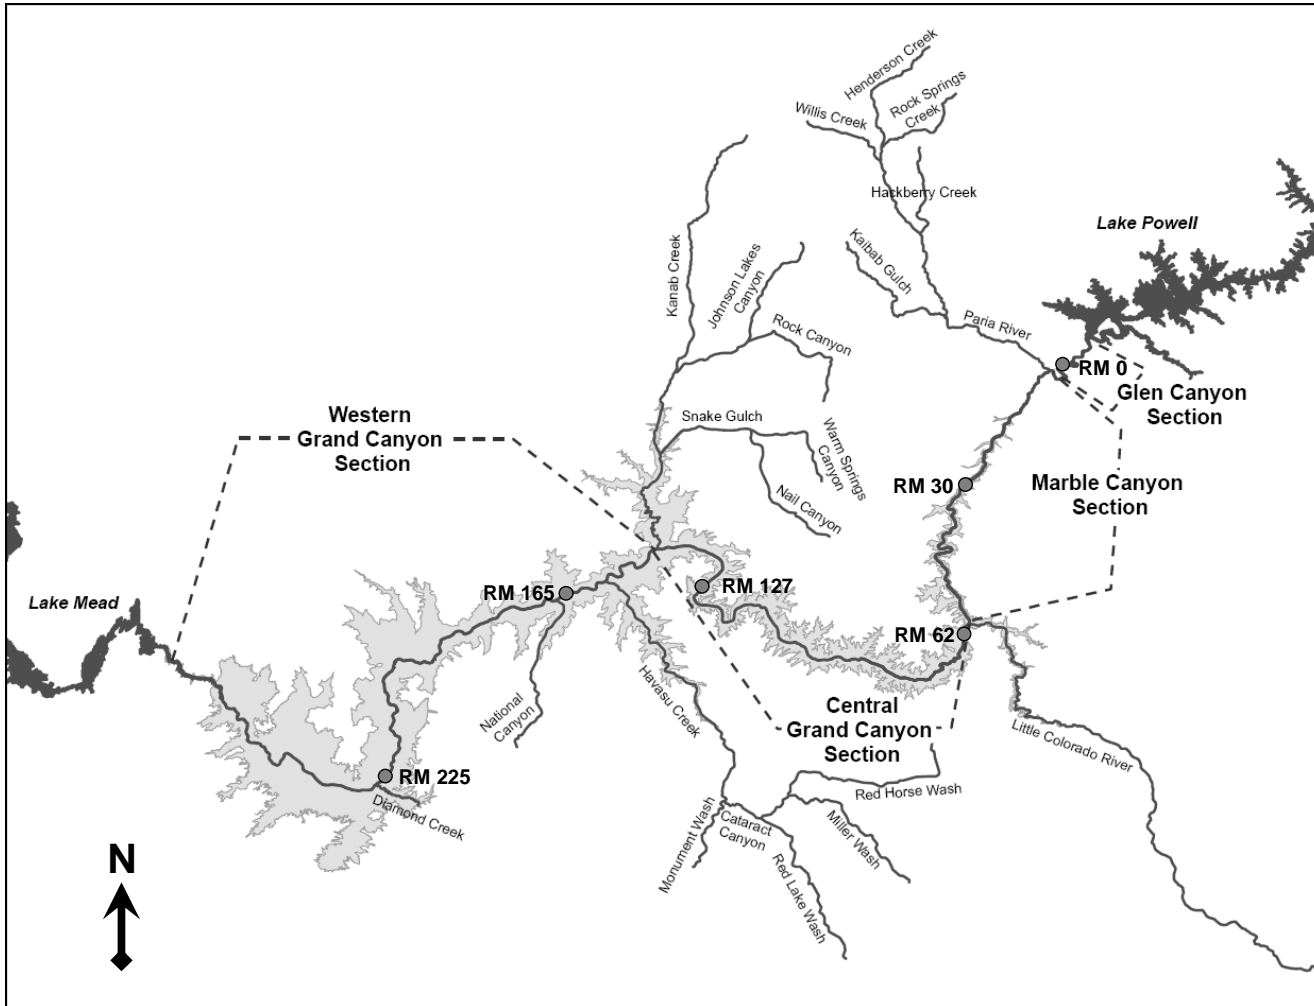 Henderson Creek
Rock Springs
Creek
Willis Creek
Hackberry Creek
Lake Powell
Kaibab Gulch
Kanab Creek
Johnson Lakes
Canyon
Paria River
Rock Canyon
RM 0
Glen Canyon
Section
Western
Grand Canyon
Section
Snake Gulch
Warm Springs
Canyon
Nail Canyon
RM 30
Marble Canyon
Section
RM 165
RM 127
Lake Mead
RM 62
Havasu Creek
National
Canyon
Central
Grand Canyon
Section
Little Colorado River
RM 225
Diamond Creek
Red Horse Wash
Monument Wash
Cataract
Canyon
Miller Wash
Red Lake Wash
N